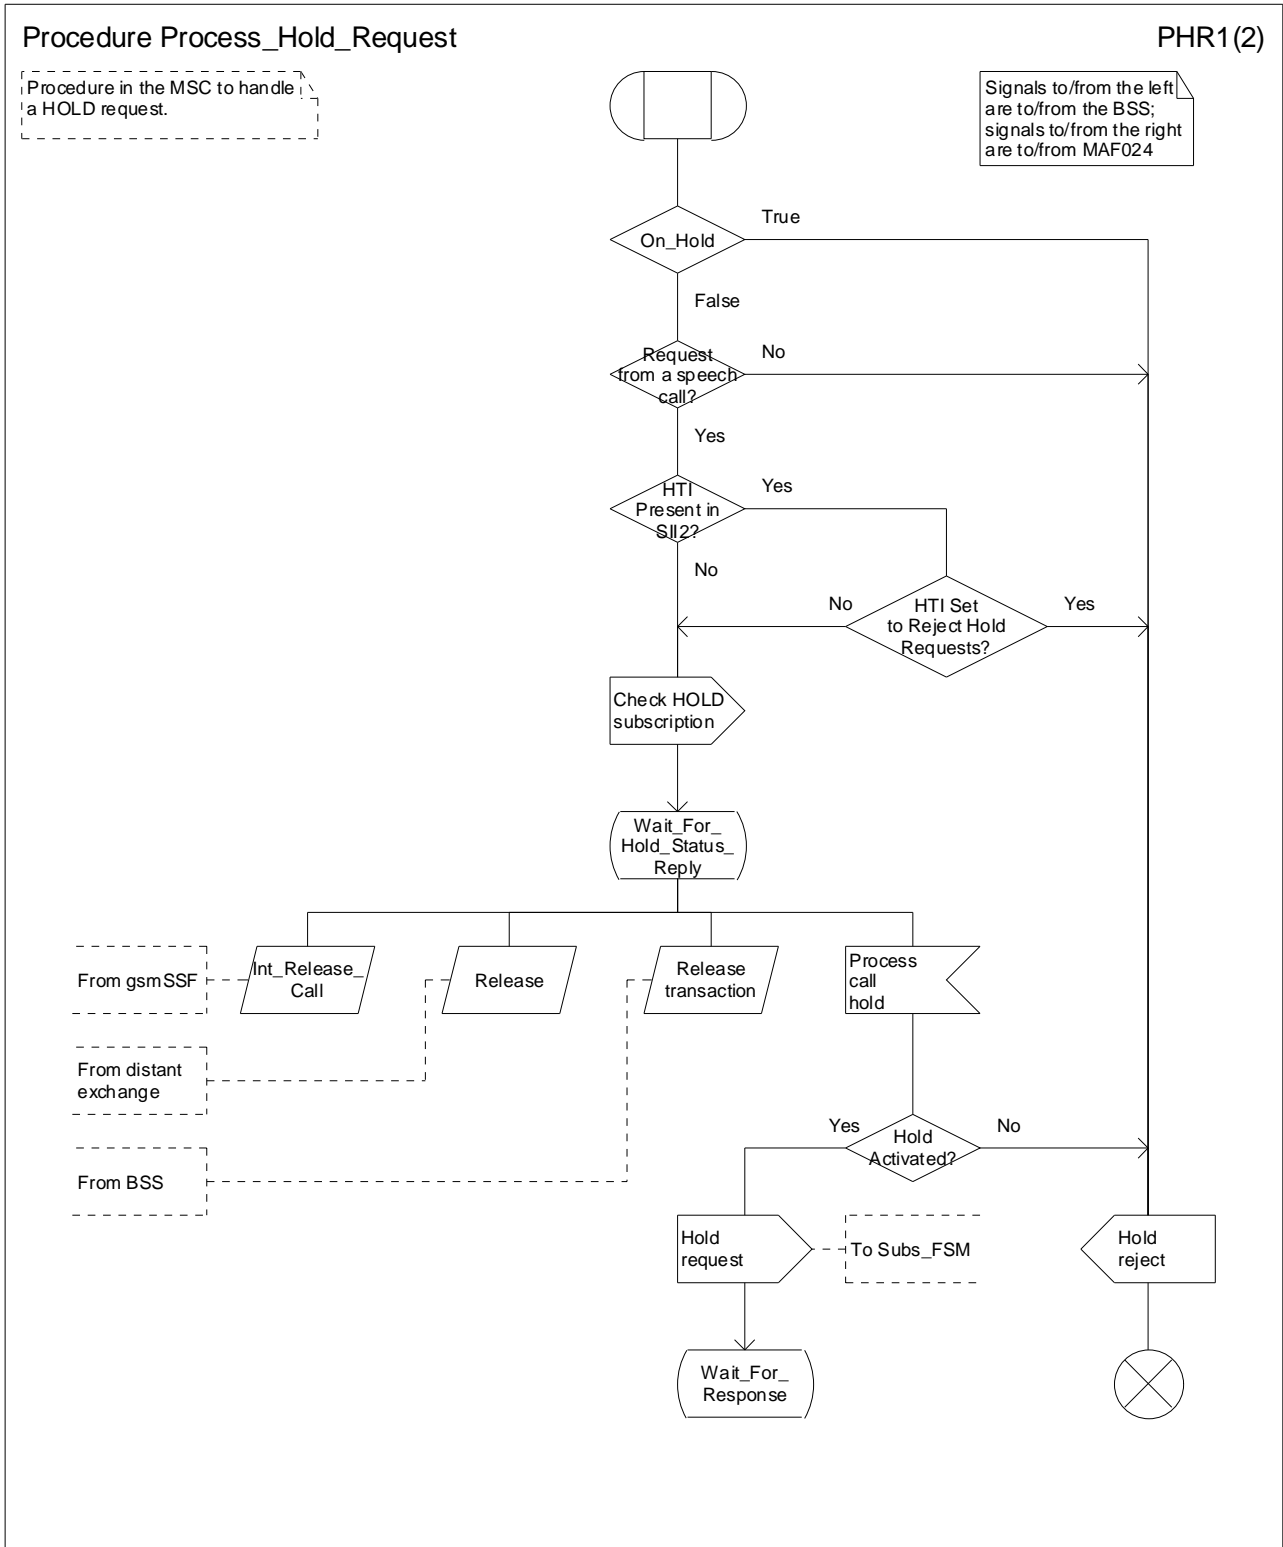 Procedure Process_Hold_Request
PHR1(2)
Procedure in the MSC to handle
a HOLD request.
Signals to/from the left
are to/from the BSS;
signals to/from the right
are to/from MAF024
True
On_Hold
False
Request
from a speech
call?
No
Yes
HTI
Present in
SII2?
Yes
No
No
HTI Set
to Reject Hold
Requests?
Yes
Check HOLD
subscription
Wait_For_
Hold_Status_
Reply
From gsmSSF
Int_Release_
Call
Release
Release
transaction
Process
call
hold
From distant
exchange
Yes
Hold
Activated?
No
From BSS
Hold
request
To Subs_FSM
Hold
reject
Wait_For_
Response